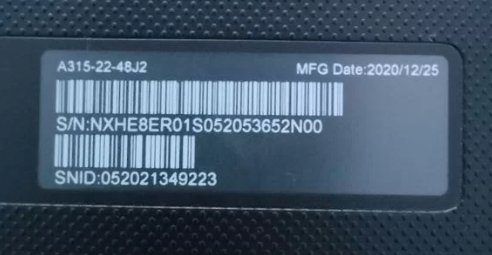 A315-22-48J2 MFG Date:2020/12/25
S/N:NXHE8ER01S052053652N00
SNID:052021349223